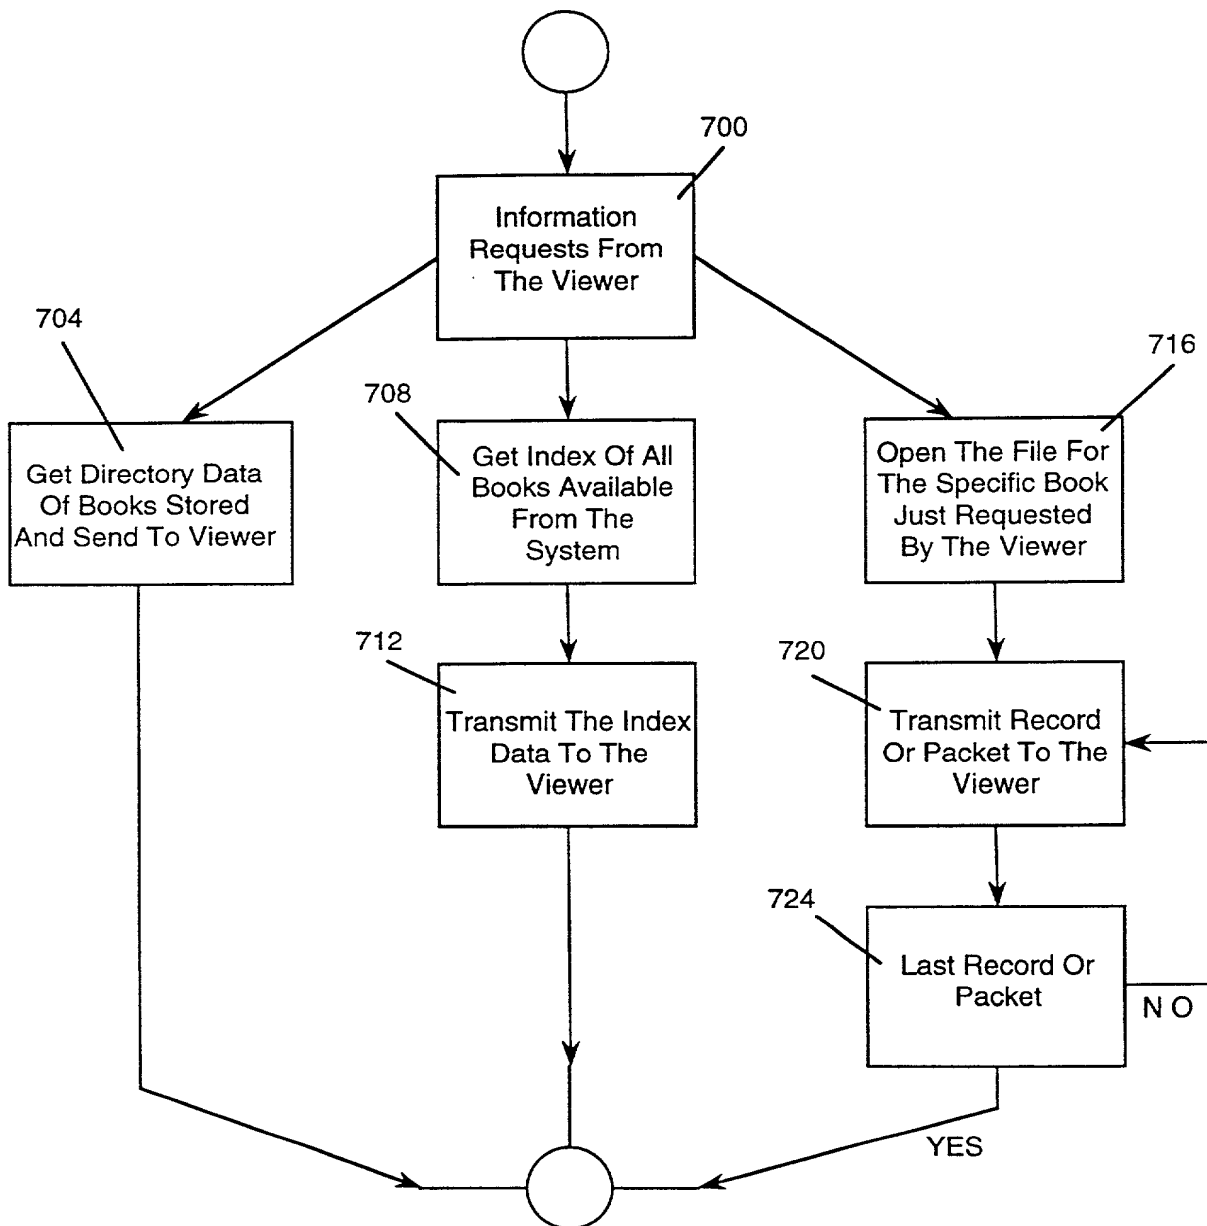 700
Information
Requests From
The Viewer
704
Get Directory Data
Of Books Stored
And Send To Viewer
708
Get Index Of All
Books Available
From The
System
716
Open The File For
The Specific Book
Just Requested
By The Viewer
712
Transmit The Index
Data To The
Viewer
720
Transmit Record
Or Packet To The
Viewer
724
Last Record Or
Packet
N O
YES